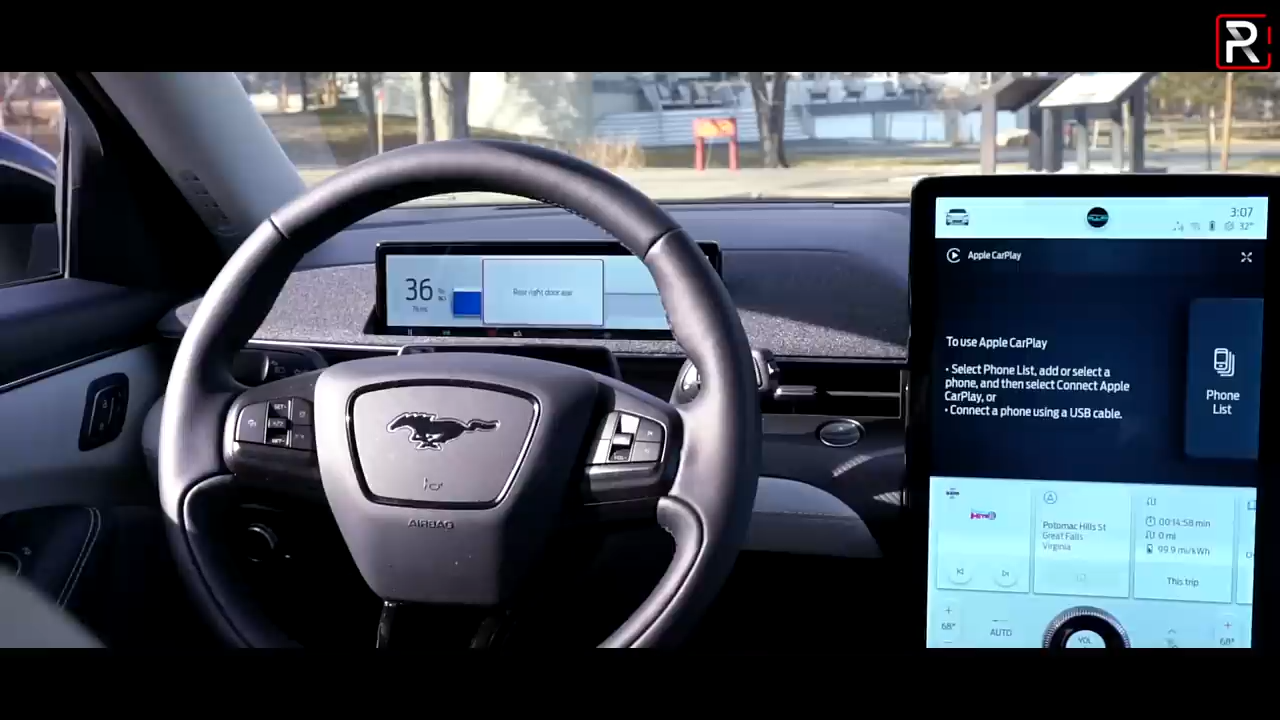 R
3:07
32°
Apple CarPlay
36
Rear right door ajar
To use Apple CarPlay
• Select Phone List, add or select a
phone, and then select Connect Apple
CarPlay, or
• Connect a phone using a USB cable.
Phone
List
Potomac Hills St
Great Falls
Virginia
00:14:58 min
0 mi
99.9 mi/kWh
This trip
AIRBAG
68°
AUTO
VOL
68°